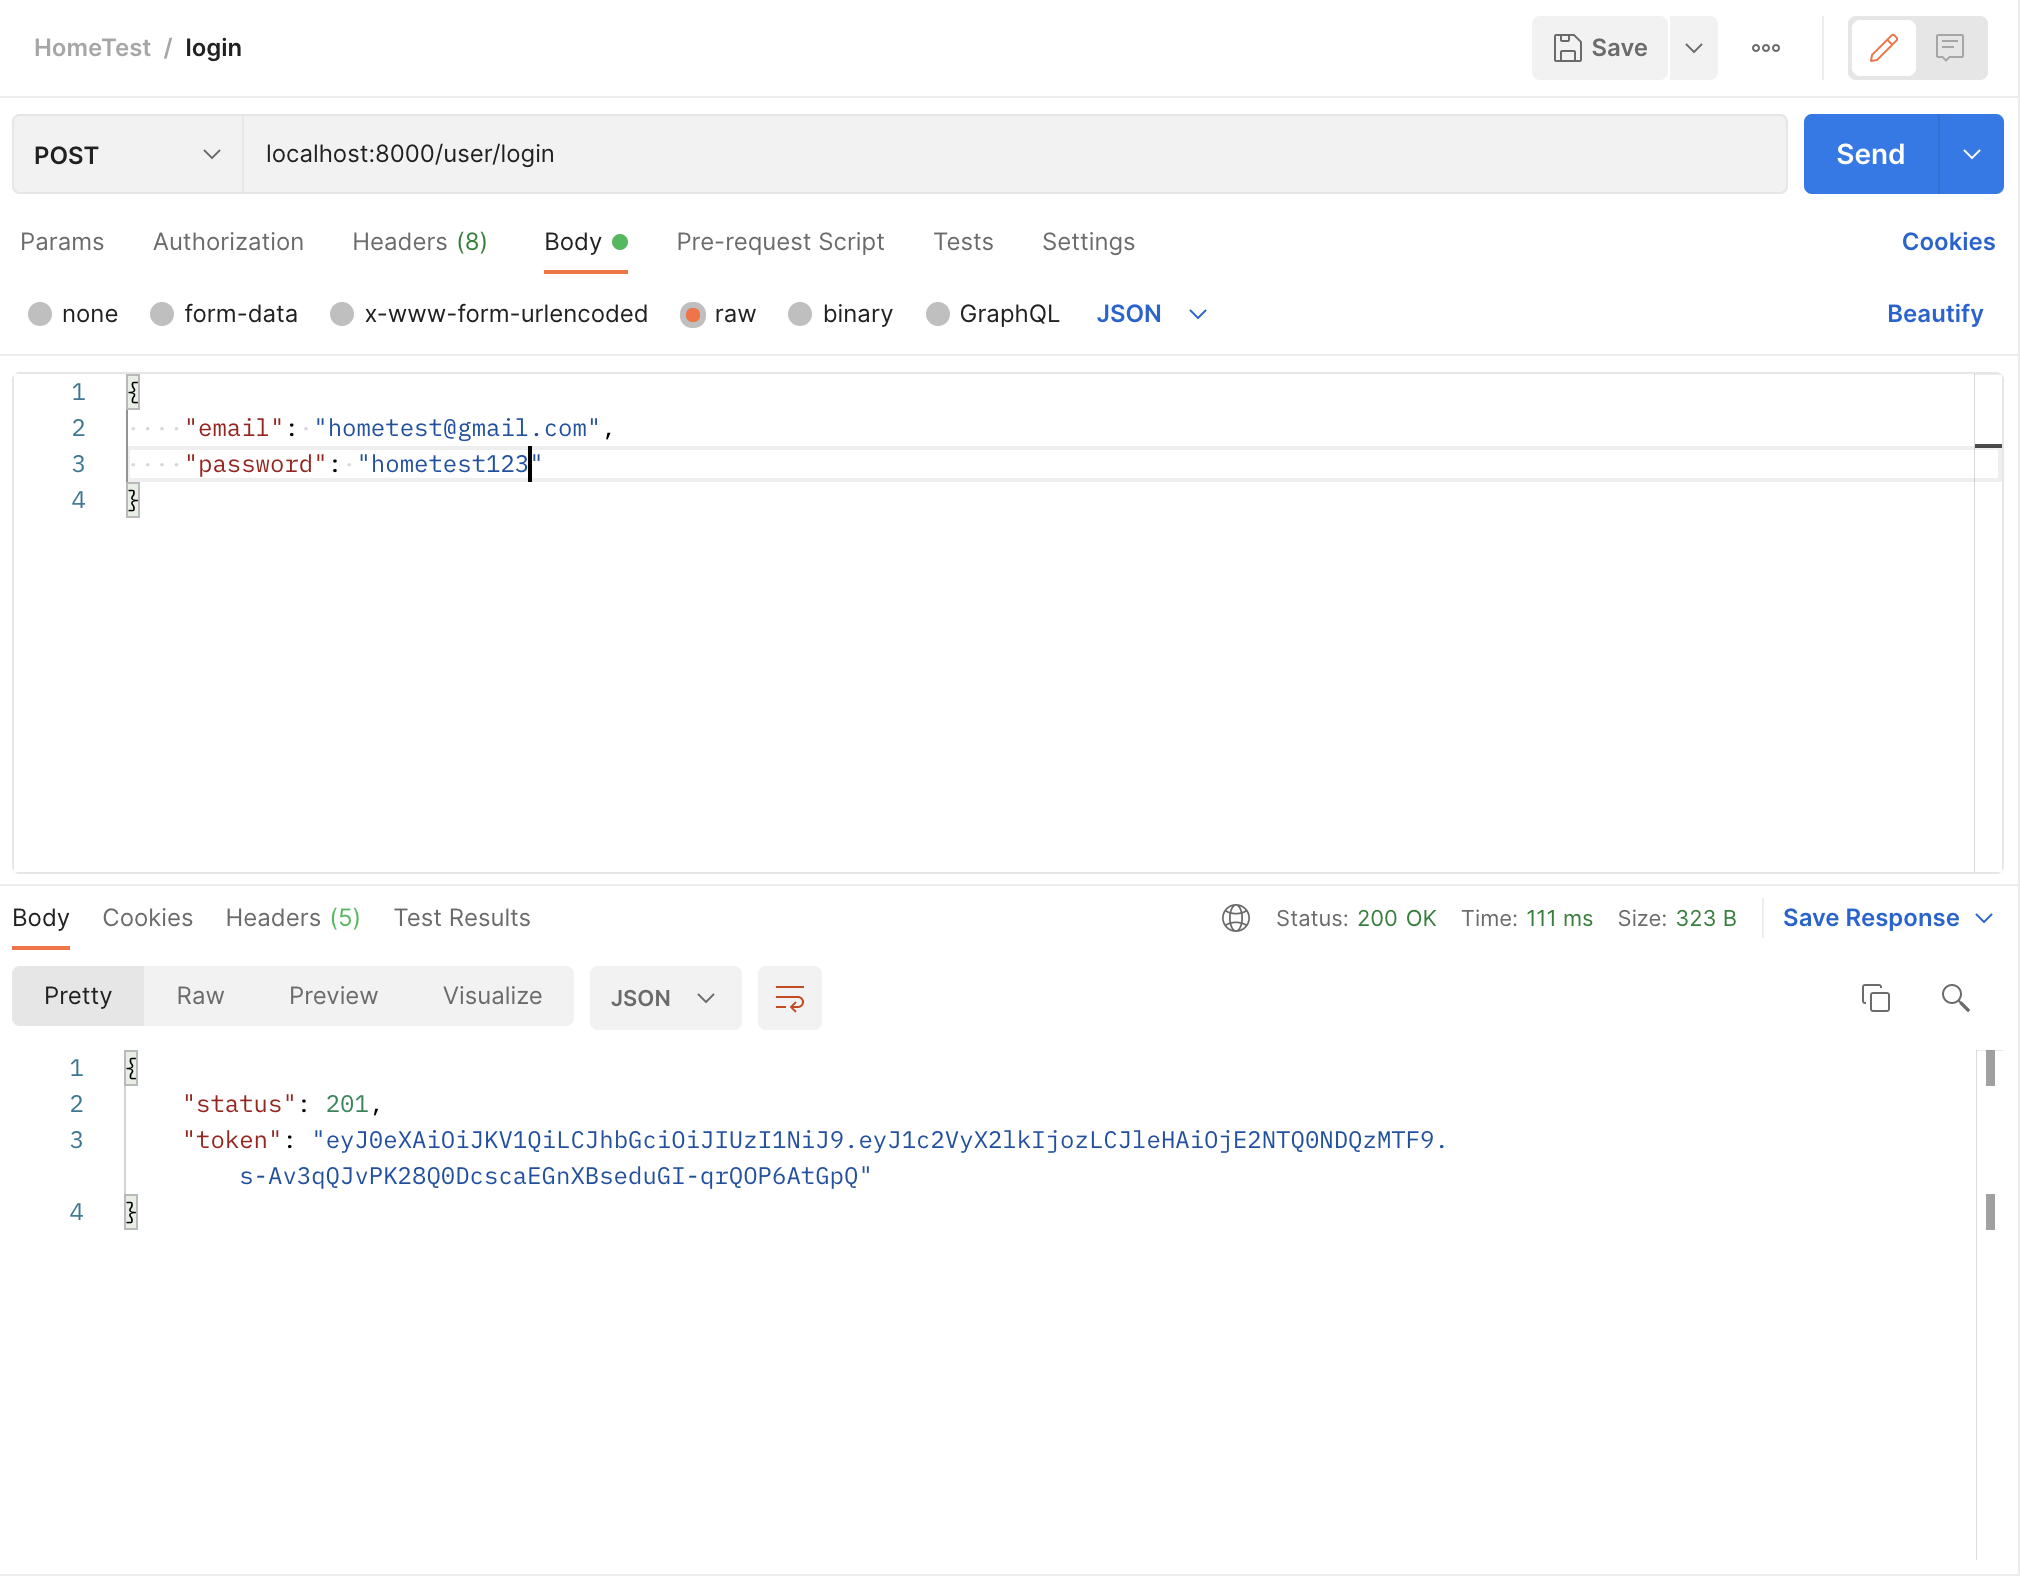 HomeTest / login
Save
POST
localhost:8000/user/login
Send
Params Authorization Headers (8) Body Pre-request Script Tests Settings Cookies
none form-data x-www-form-urlencoded raw binary GraphQL JSON Beautify
1 {
2 "email": "hometest@gmail.com",
3 "password": "hometest123"
4 }
Body Cookies Headers (5) Test Results Status: 200 OK Time: 111 ms Size: 323 B Save Response
Pretty Raw Preview Visualize JSON
1 {
2 "status": 201,
3 "token": "eyJ0eXAiOiJKV1QiLCJhbGciOiJIUzI1NiJ9.eyJ1c2VyX2lkIjozLCJleHAiOjE2NTQ0NDQzMTF9.
s-Av3qQJvPK28Q0DcscaEGnXBseduGI-qrQOP6AtGpQ"
4 }